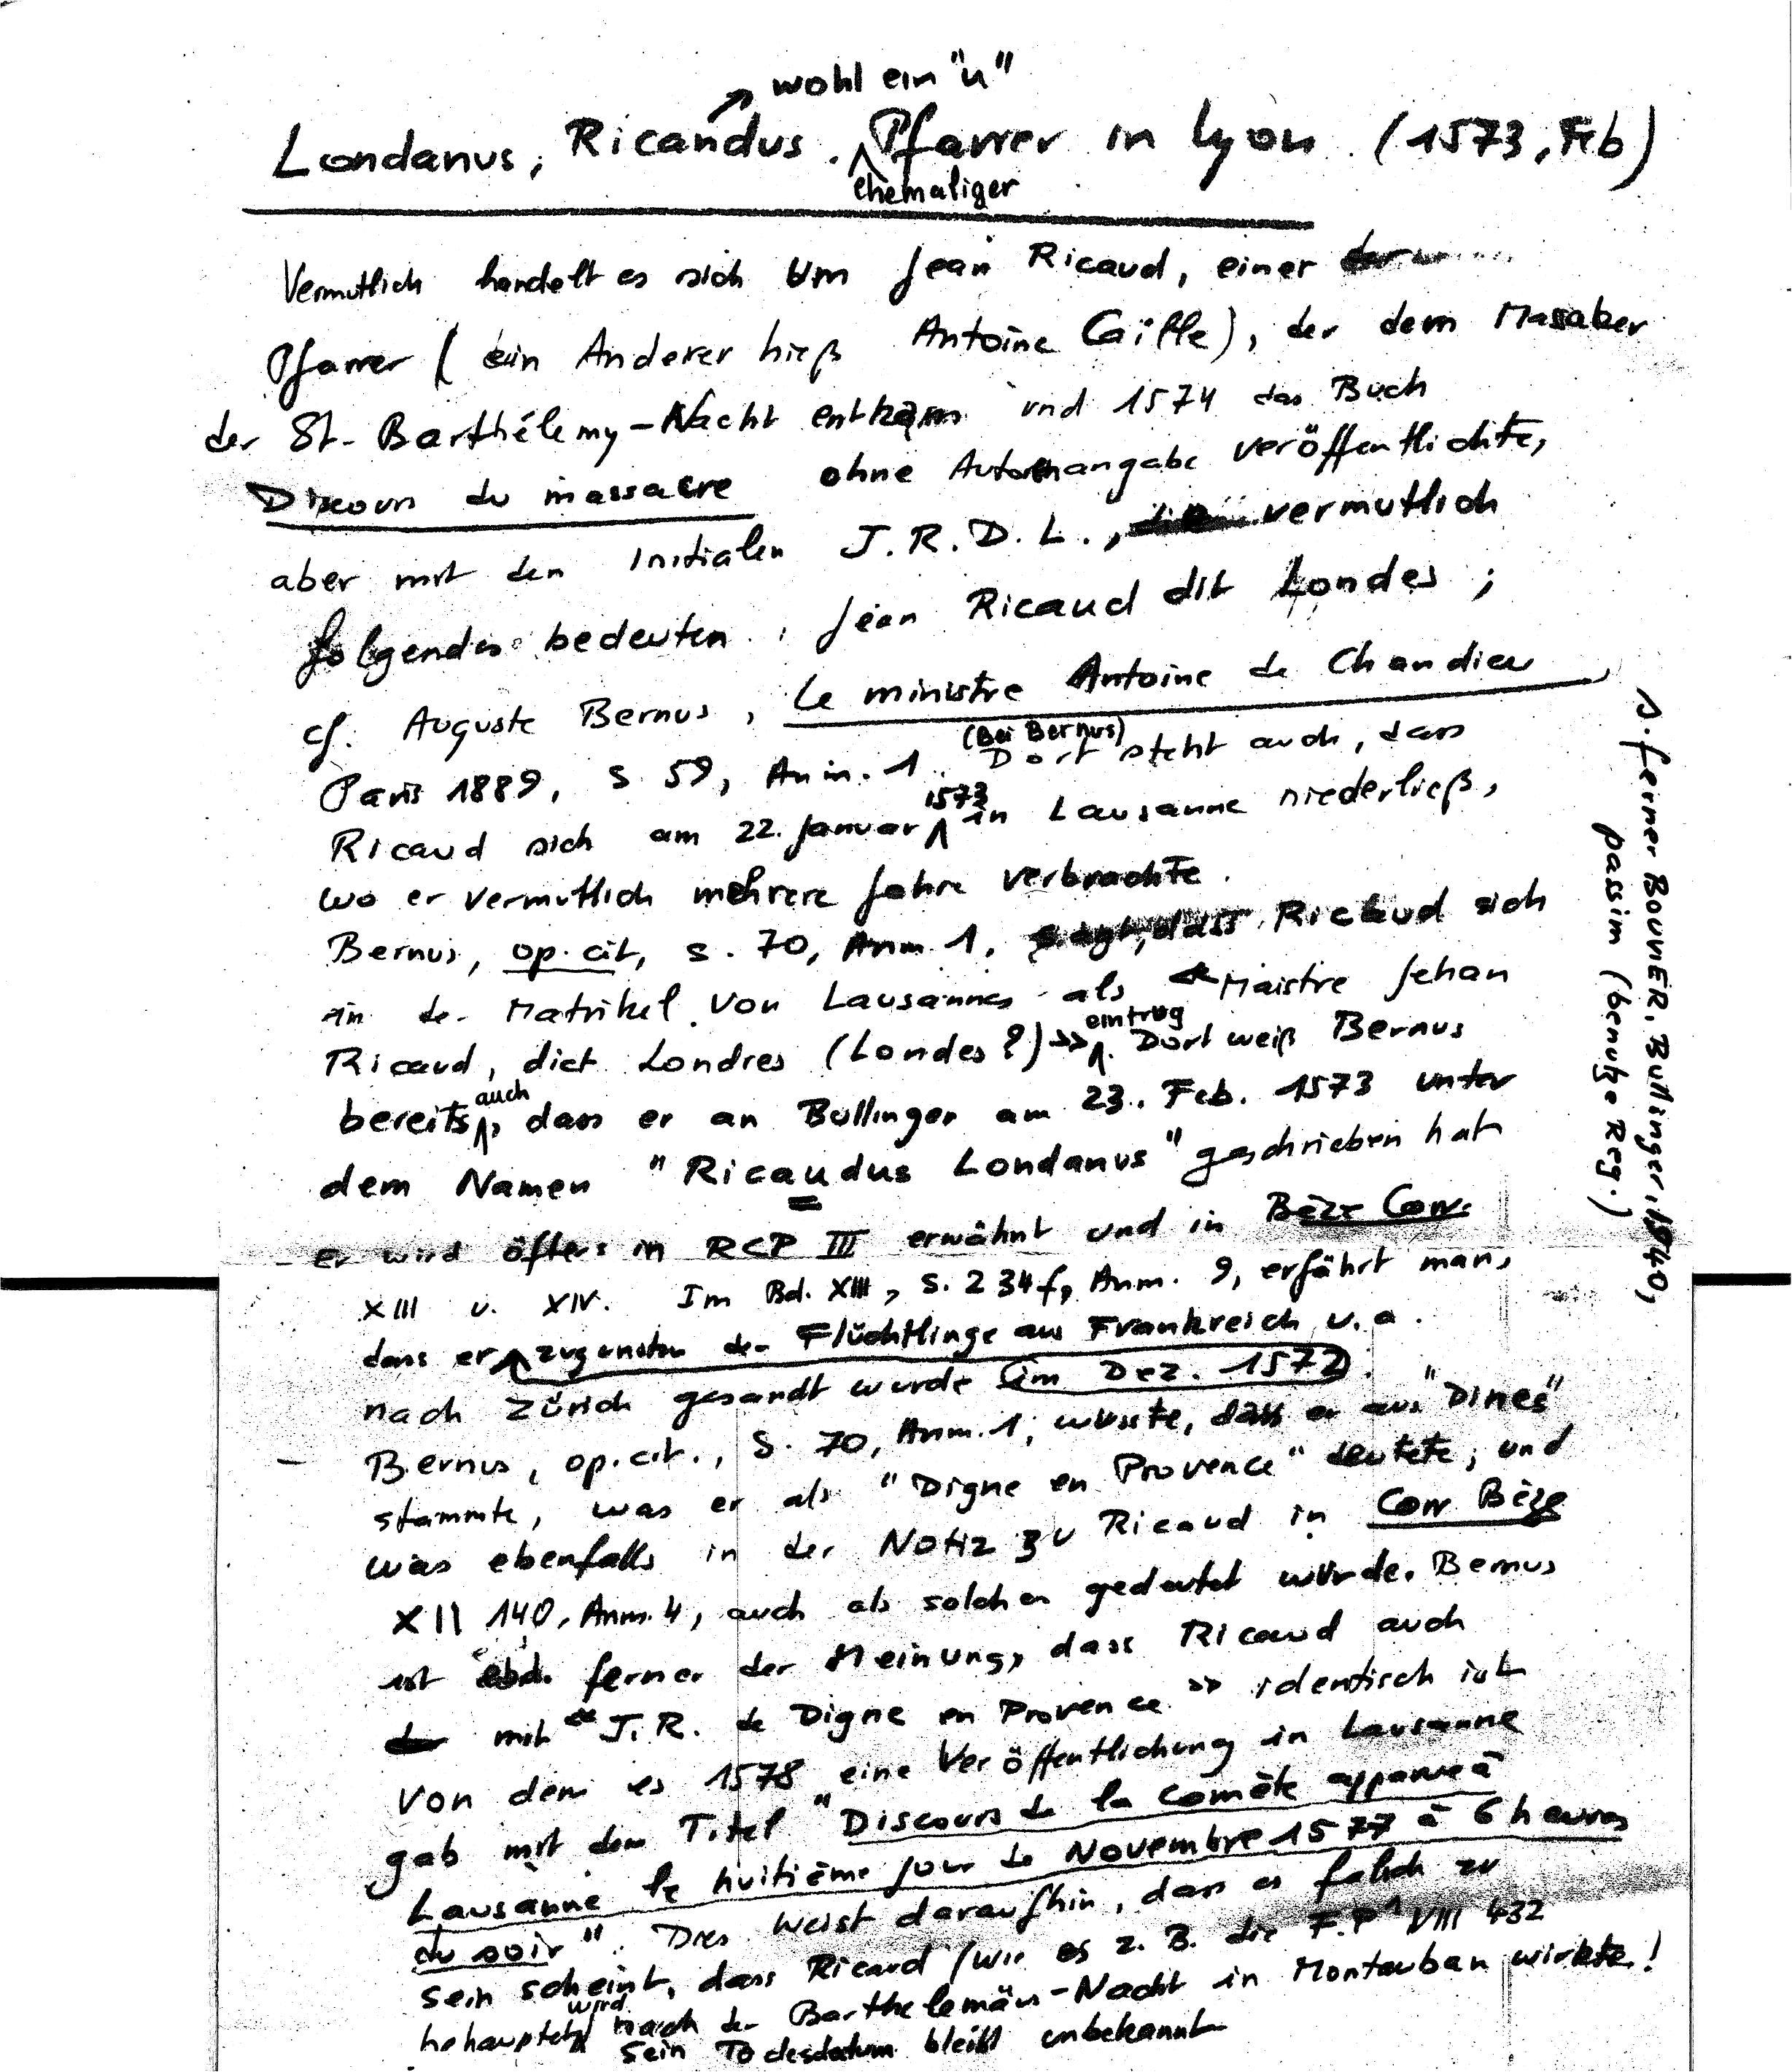 wohl ein "u"
Londanus, Ricandus. Pfarrer in Lyon. (1573, Feb)
ehemaliger
Vermutlich handelt es sich um Jean Ricaud, einer
Pfarrer (ein Anderer hieß Antoine Caille), der dem Massaker
der St-Barthélemy-Nacht entkam und 1574 das Buch
Discours du massacre ohne Autorenangabe veröffentlichte,
aber mit den Initialen J.R.D.L., vermutlich
folgendes bedeuten: Jean Ricaud dit Londes;
cf. Auguste Bernus, Le ministre Antoine de Chandieu,
Paris 1889, S. 59, Anm. 1. (Bei Bernus) Dort steht auch, dass
Ricaud sich am 22. Januar 1573 in Lausanne niederließ,
wo er vermutlich mehrere Jahre verbrachte.
Bernus, op. cit, S. 70, Anm. 1. sagt, dass Ricaud sich
in der Matrikel von Lausanne als «Maistre Jehan
Ricaud, dict Londres (Londes?)» eintrug. Dort weiß Bernus
bereits auch, dass er an Bullinger am 23. Feb. 1573 unter
dem Namen "Ricaudus Londanus" geschrieben hat
- Er wird öfters in RCP III erwähnt und in Bèze Corr.
XIII u. XIV. Im Bd. XIII, S. 234f, Anm. 9, erfährt man,
dass er zugunsten der Flüchtlinge aus Frankreich u. a.
nach Zürich gesandt wurde (im Dez. 1572).
- Bernus, op. cit., S. 70, Anm. 1, wusste, dass er aus "Dines"
stammte, was er als "Digne en Provence" deutete, und
was ebenfalls in der Notiz zu Ricaud in Corr Bèze
XII 140, Anm. 4, auch als solcher gedeutet wurde. Bernus
ist ebd. ferner der Meinung, dass Ricaud auch
mit «J.R. de Digne en Provence» identisch ist
von dem es 1578 eine Veröffentlichung in Lausanne
gab mit dem Titel "Discours de la comète apparue à
Lausanne le huitième jour de Novembre 1577 à 6 heures
du soir". Dies weist daraufhin, dass es falsch zu
sein scheint, dass Ricaud (wie es z. B. die F.P¹ VIII 432
behauptet) wird nach der Barthelemäus-Nacht in Montauban wirkte!
Sein Todesdatum bleibt unbekannt
s. ferner BOUVIER, Bullinger, 1940,
passim (benutze Reg.)